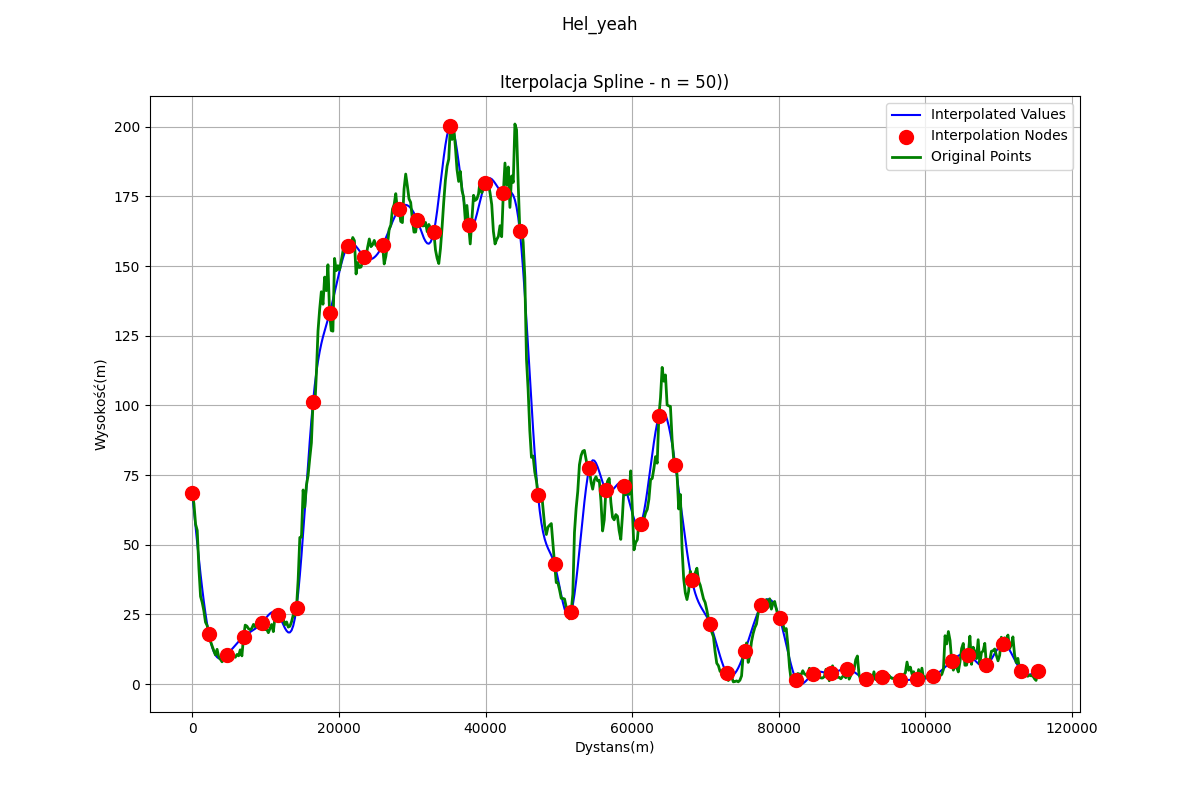 Hel_yeah
Iterpolacja Spline - n = 50))
Interpolated Values
Interpolation Nodes
Original Points
Wysokość(m)
200
175
150
125
100
75
50
25
0
0 20000 40000 60000 80000 100000 120000
Dystans(m)